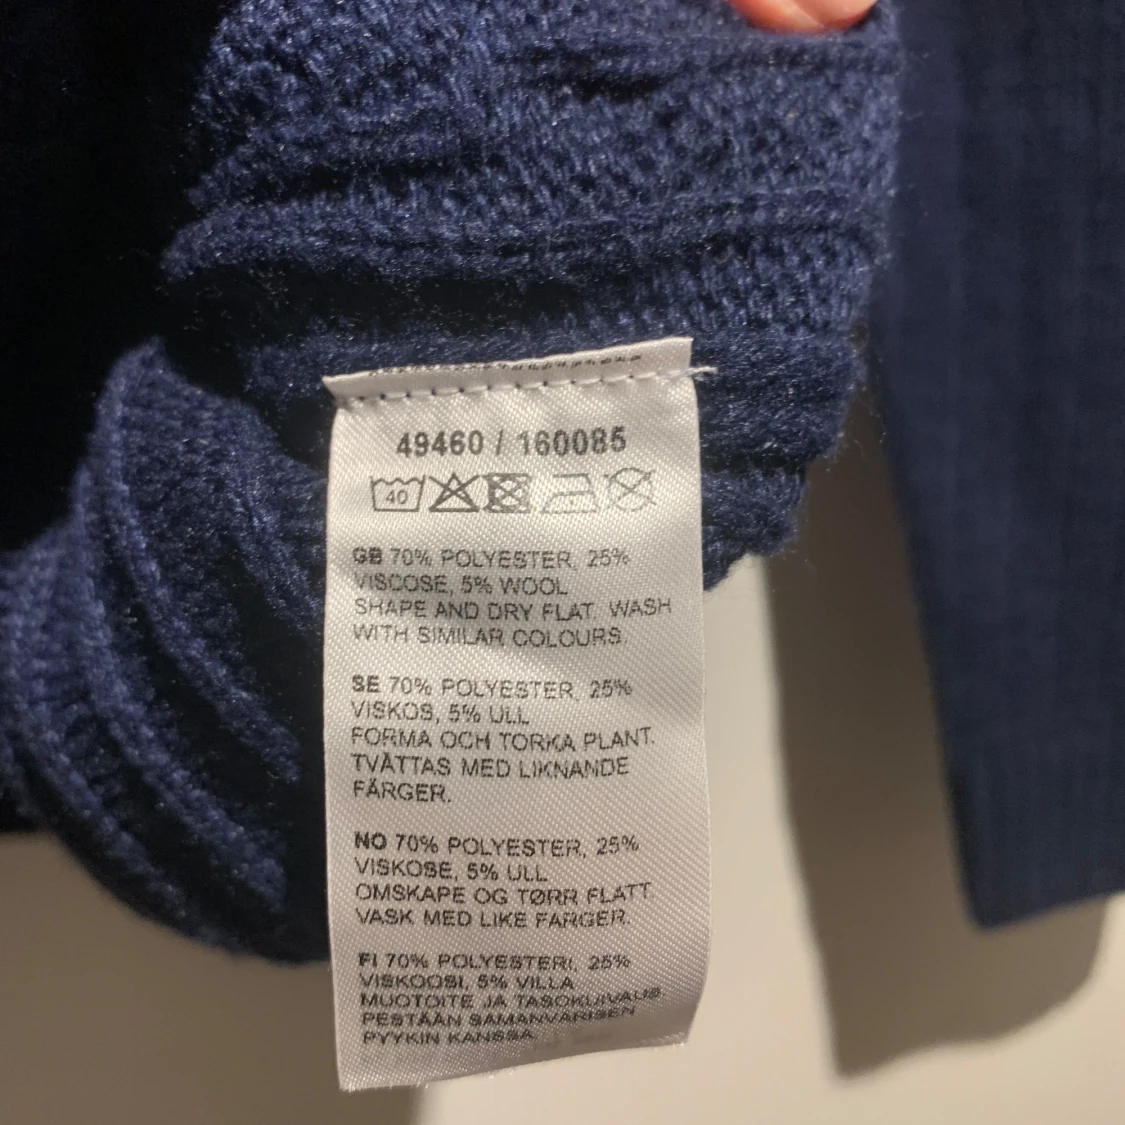 49460 / 160085
40
GB 70% POLYESTER, 25%
VISCOSE, 5% WOOL
SHAPE AND DRY FLAT. WASH
WITH SIMILAR COLOURS.
SE 70% POLYESTER, 25%
VISKOS, 5% ULL
FORMA OCH TORKA PLANT.
TVÄTTAS MED LIKNANDE
FÄRGER.
NO 70% POLYESTER, 25%
VISKOSE, 5% ULL
OMSKAPE OG TØRR FLATT.
VASK MED LIKE FARGER.
FI 70% POLYESTERI, 25%
VISKOOSI, 5% VILLA
MUOTOITE JA TASOKUIVAUS.
PESTÄÄN SAMANVÄRISEN
PYYKIN KANSSA.